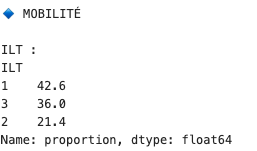 🔹 MOBILITÉ
ILT :
ILT
1    42.6
3    36.0
2    21.4
Name: proportion, dtype: float64